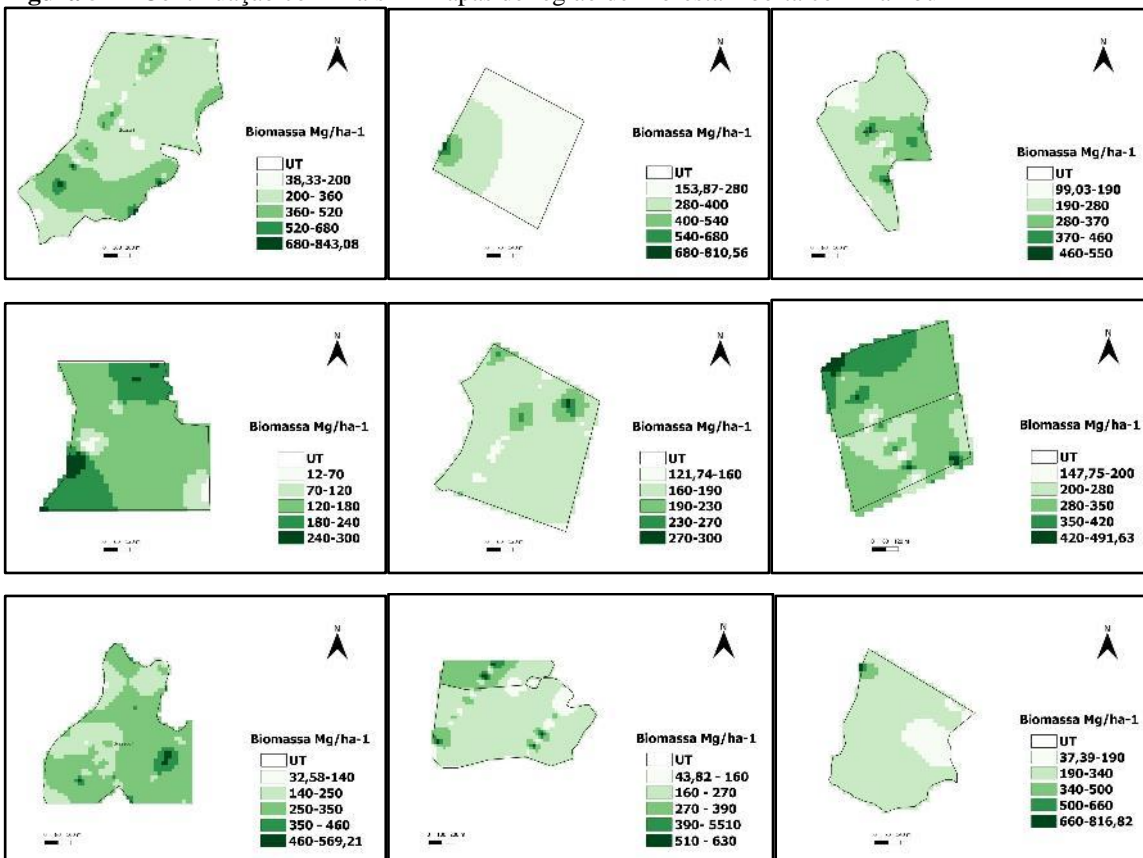 N
Biomassa Mg/ha-1
UT
38,33-200
200- 360
360- 520
520-680
680-843,08
N
Biomassa Mg/ha-1
UT
153,87-280
280-400
400-540
540-680
680-810,56
N
Biomassa Mg/ha-1
UT
99,03-190
190-280
280-370
370- 460
460-550
N
Biomassa Mg/ha-1
UT
12-70
70-120
120-180
180-240
240-300
N
Biomassa Mg/ha-1
UT
121,74-160
160-190
190-230
230-270
270-300
N
Biomassa Mg/ha-1
UT
147,75-200
200-280
280-350
350-420
420-491,63
N
Biomassa Mg/ha-1
UT
32,58-140
140-250
250-350
350 - 460
460-569,21
N
Biomassa Mg/ha-1
UT
43,82 - 160
160 - 270
270 - 390
390- 5510
510 - 630
N
Biomassa Mg/ha-1
UT
37,39-190
190-340
340-500
500-660
660-816,82